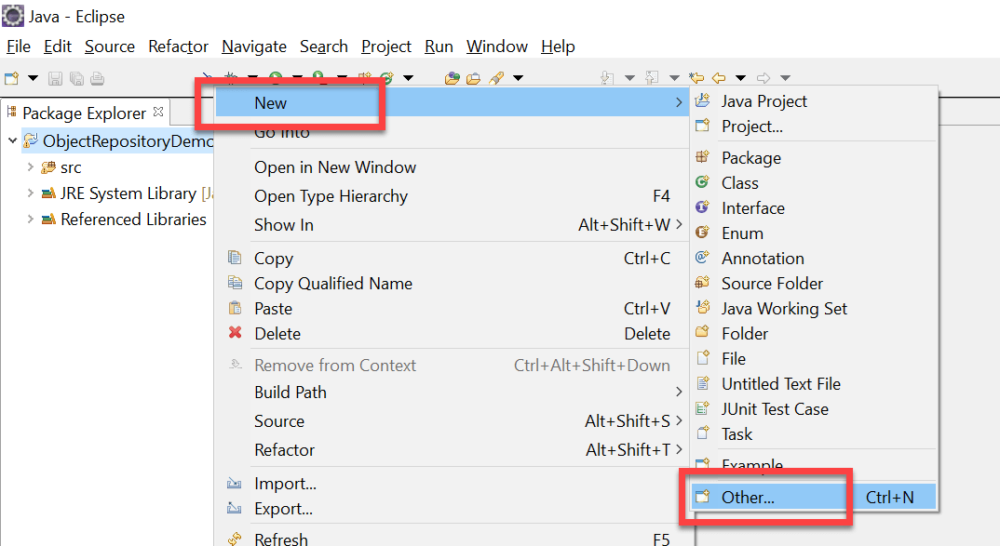 Java - Eclipse
File Edit Source Refactor Navigate Search Project Run Window Help
Package Explorer
ObjectRepositoryDemo
src
JRE System Library [Ja
Referenced Libraries
New
Go Into
Open in New Window
Open Type Hierarchy F4
Show In Alt+Shift+W
Copy Ctrl+C
Copy Qualified Name
Paste Ctrl+V
Delete Delete
Remove from Context Ctrl+Alt+Shift+Down
Build Path
Source Alt+Shift+S
Refactor Alt+Shift+T
Import...
Export...
Refresh F5
Java Project
Project...
Package
Class
Interface
Enum
Annotation
Source Folder
Java Working Set
Folder
File
Untitled Text File
JUnit Test Case
Task
Example...
Other... Ctrl+N